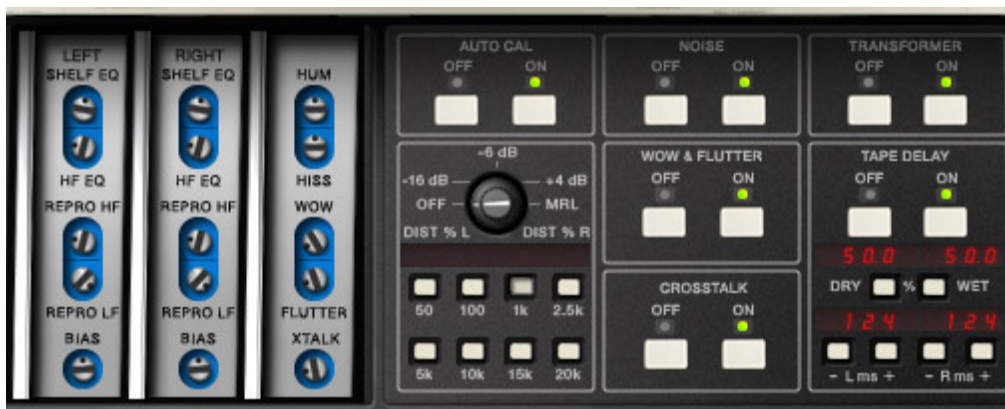 LEFT
SHELF EQ
HF EQ
REPRO HF
REPRO LF
BIAS
RIGHT
SHELF EQ
HF EQ
REPRO HF
REPRO LF
BIAS
HUM
HISS
WOW
FLUTTER
XTALK
AUTO CAL
OFF ON
-6 dB
-16 dB +4 dB
OFF MRL
DIST % L DIST % R
50 100 1k 2.5k
5k 10k 15k 20k
NOISE
OFF ON
WOW & FLUTTER
OFF ON
CROSSTALK
OFF ON
TRANSFORMER
OFF ON
TAPE DELAY
OFF ON
50.0 50.0
DRY % WET
124 124
- L ms + - R ms +